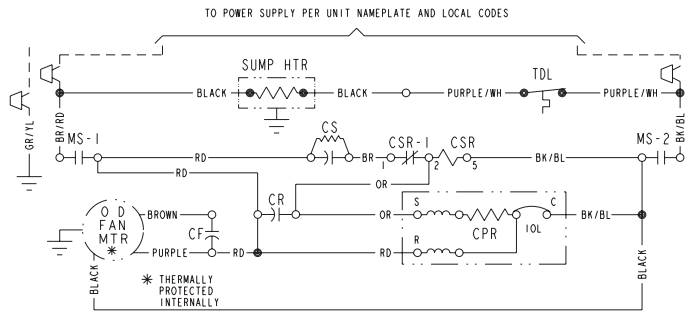 TO POWER SUPPLY PER UNIT NAMEPLATE AND LOCAL CODES
SUMP HTR
TDL
BLACK
BLACK
PURPLE/WH
PURPLE/WH
GR/YL
BR/RD
BK/BL
MS-1
CS
CSR-1
CSR
MS-2
RD
BR
1
2
5
BK/BL
RD
OR
O D
FAN
MTR
*
BROWN
CF
CR
OR
S
C
BK/BL
CPR
IOL
PURPLE
RD
RD
R
BLACK
BLACK
* THERMALLY
PROTECTED
INTERNALLY